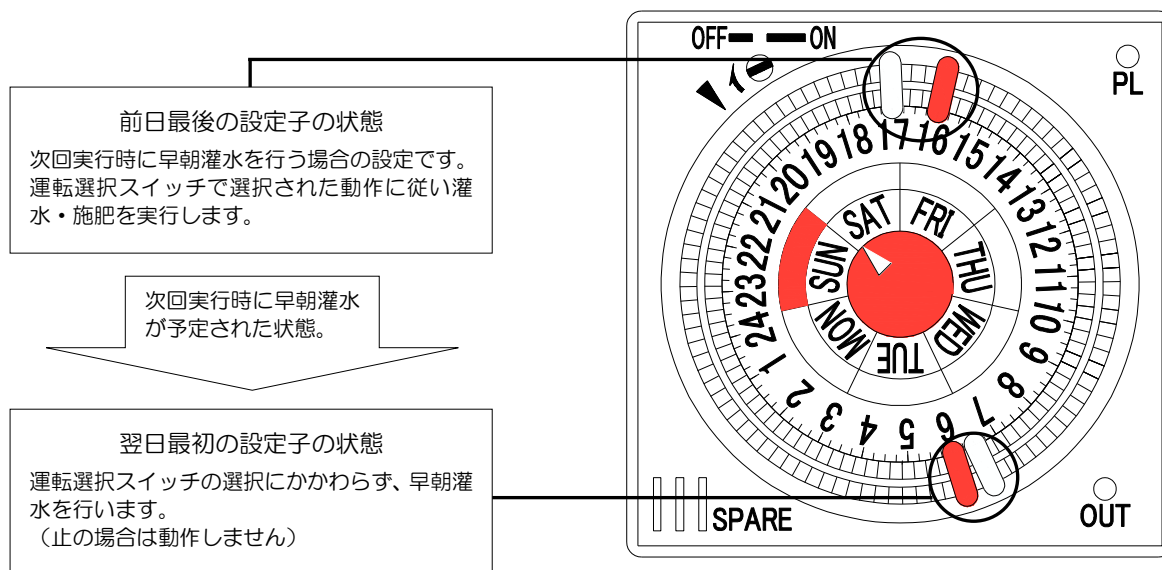 前日最後の設定子の状態
次回実行時に早朝灌水を行う場合の設定です。
運転選択スイッチで選択された動作に従い灌
水・施肥を実行します。
次回実行時に早朝灌水
が予定された状態。
翌日最初の設定子の状態
運転選択スイッチの選択にかかわらず、早朝灌
水を行います。
（止の場合は動作しません）
OFF ON
PL
1 2 3 4 5 6 7 8 9 10 11 12 13 14 15 16 17 18 19 20 21 22 23 24
SUN MON TUE WED THU FRI SAT
SPARE
OUT